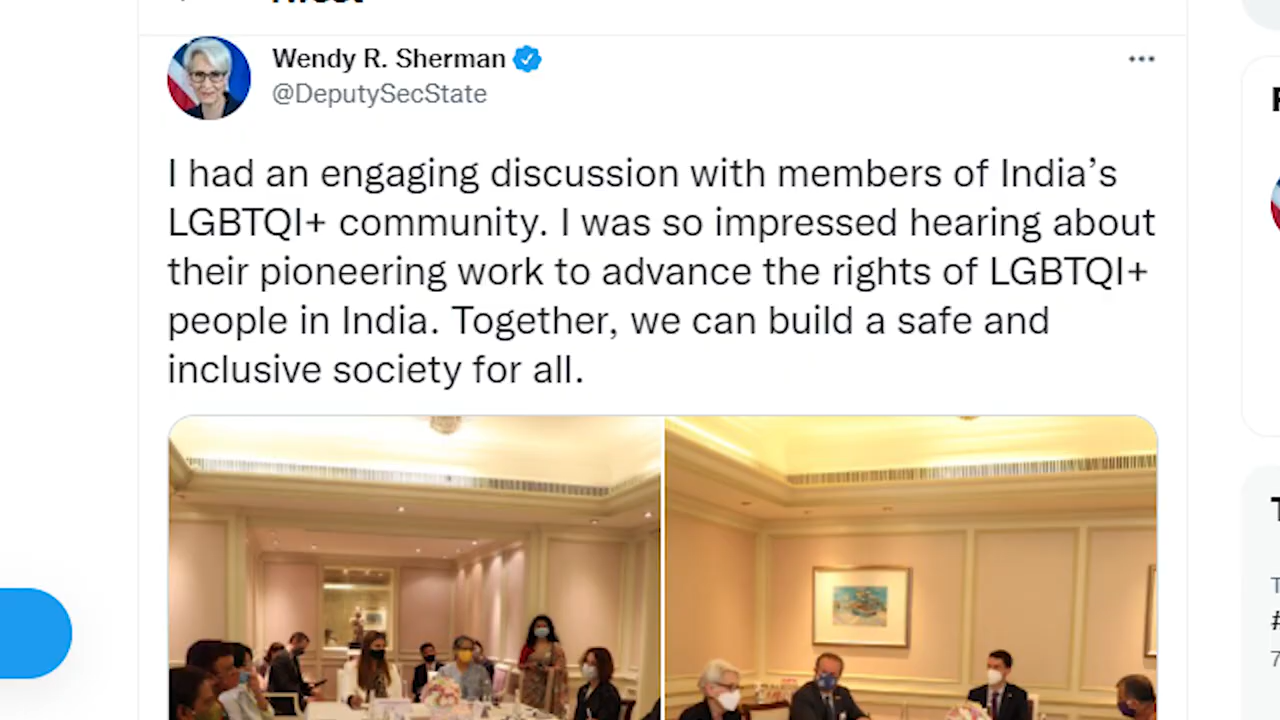 Wendy R. Sherman
@DeputySecState
I had an engaging discussion with members of India’s
LGBTQI+ community. I was so impressed hearing about
their pioneering work to advance the rights of LGBTQI+
people in India. Together, we can build a safe and
inclusive society for all.